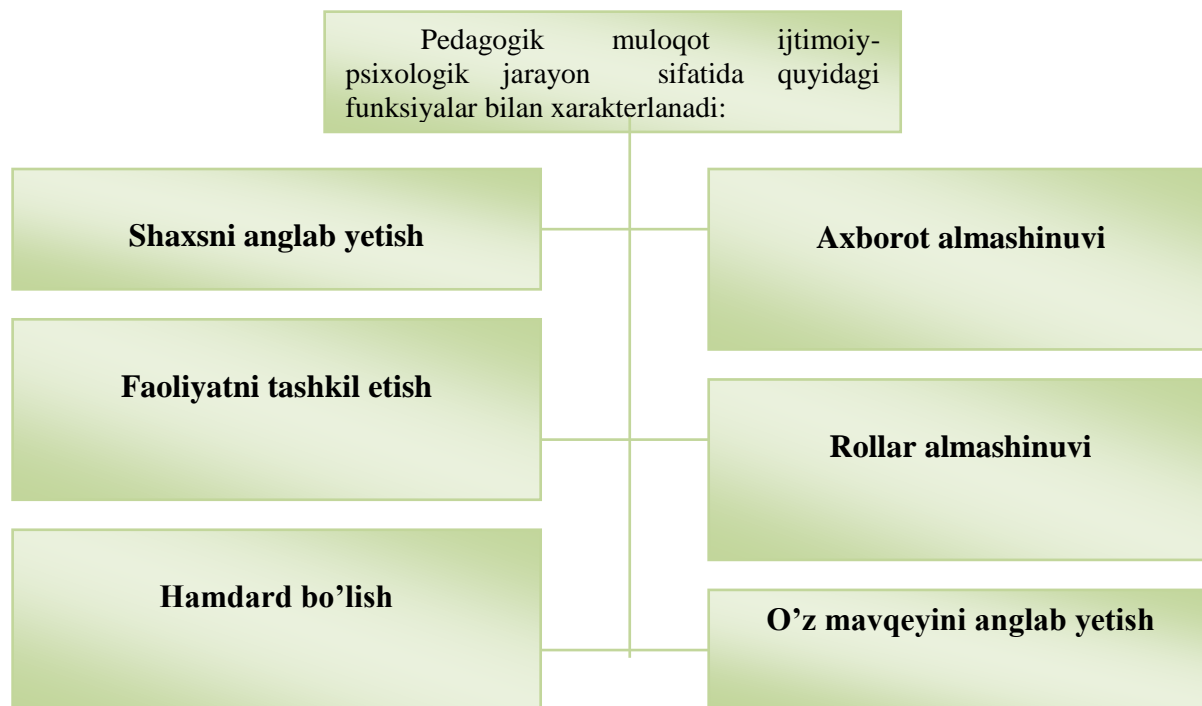 Pedagogik muloqot ijtimoiy-
psixologik jarayon sifatida quyidagi
funksiyalar bilan xarakterlanadi:
Shaxsni anglab yetish
Axborot almashinuvi
Faoliyatni tashkil etish
Rollar almashinuvi
Hamdard bo’lish
O’z mavqeyini anglab yetish